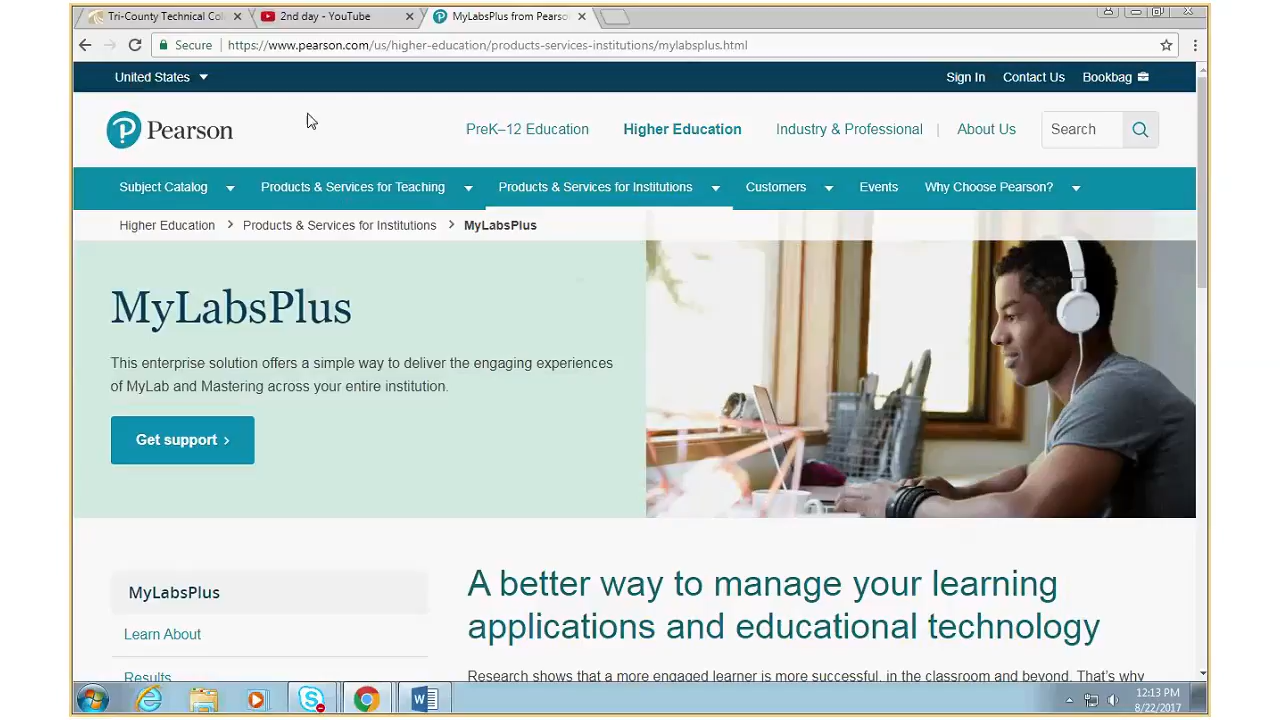 Tri-County Technical Col
2nd day - YouTube
MyLabsPlus from Pearso
Secure
https://www.pearson.com/us/higher-education/products-services-institutions/mylabsplus.html
United States
Sign In
Contact Us
Bookbag
Pearson
PreK–12 Education
Higher Education
Industry & Professional
About Us
Search
Subject Catalog
Products & Services for Teaching
Products & Services for Institutions
Customers
Events
Why Choose Pearson?
Higher Education
Products & Services for Institutions
MyLabsPlus
MyLabsPlus
This enterprise solution offers a simple way to deliver the engaging experiences
of MyLab and Mastering across your entire institution.
Get support
MyLabsPlus
Learn About
Results
A better way to manage your learning
applications and educational technology
Research shows that a more engaged learner is more successful, in the classroom and beyond. That's why
12:13 PM
8/22/2017